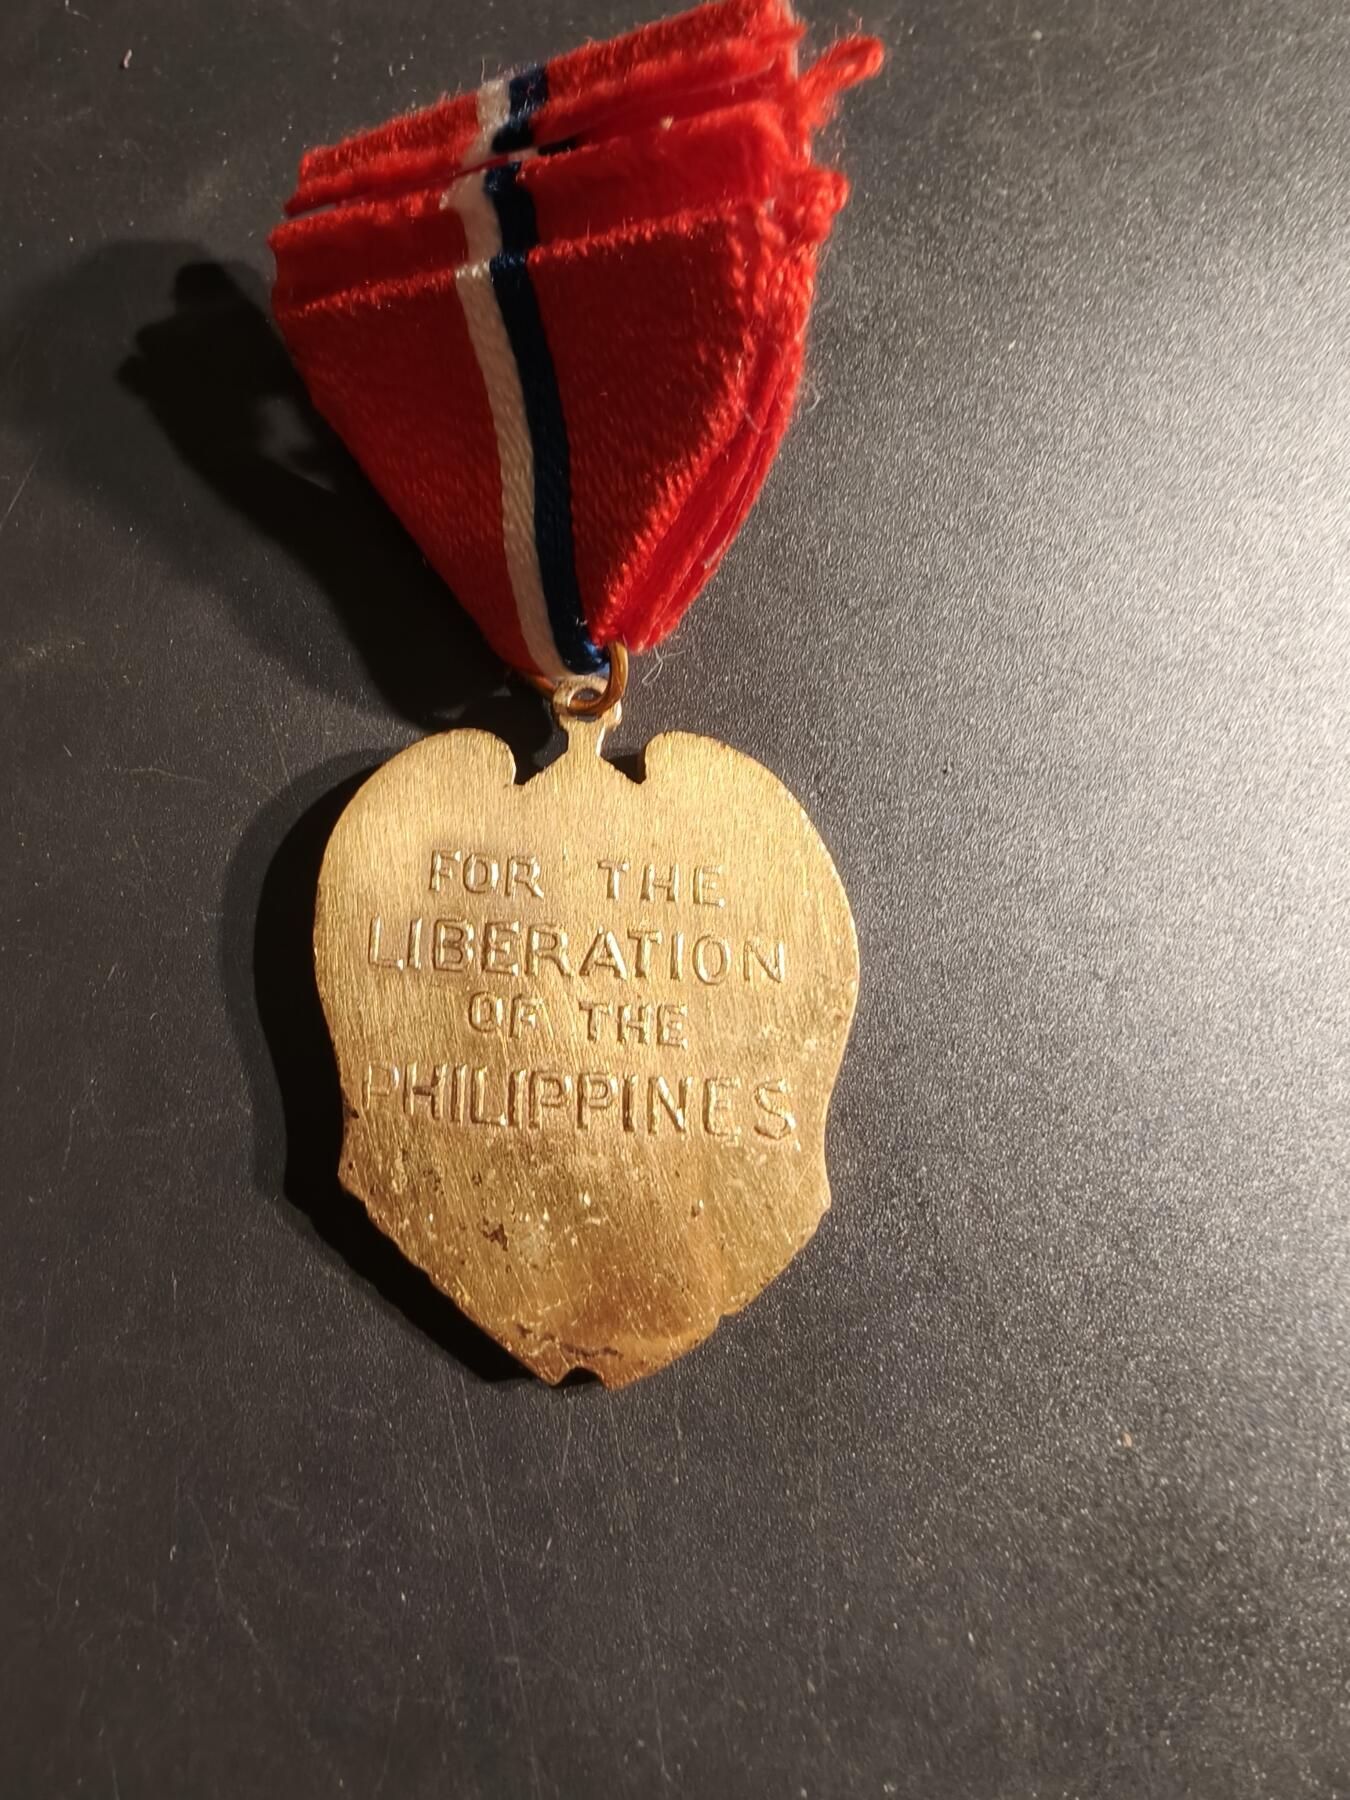 FOR THE
LIBERATION
OF THE
PHILIPPINES